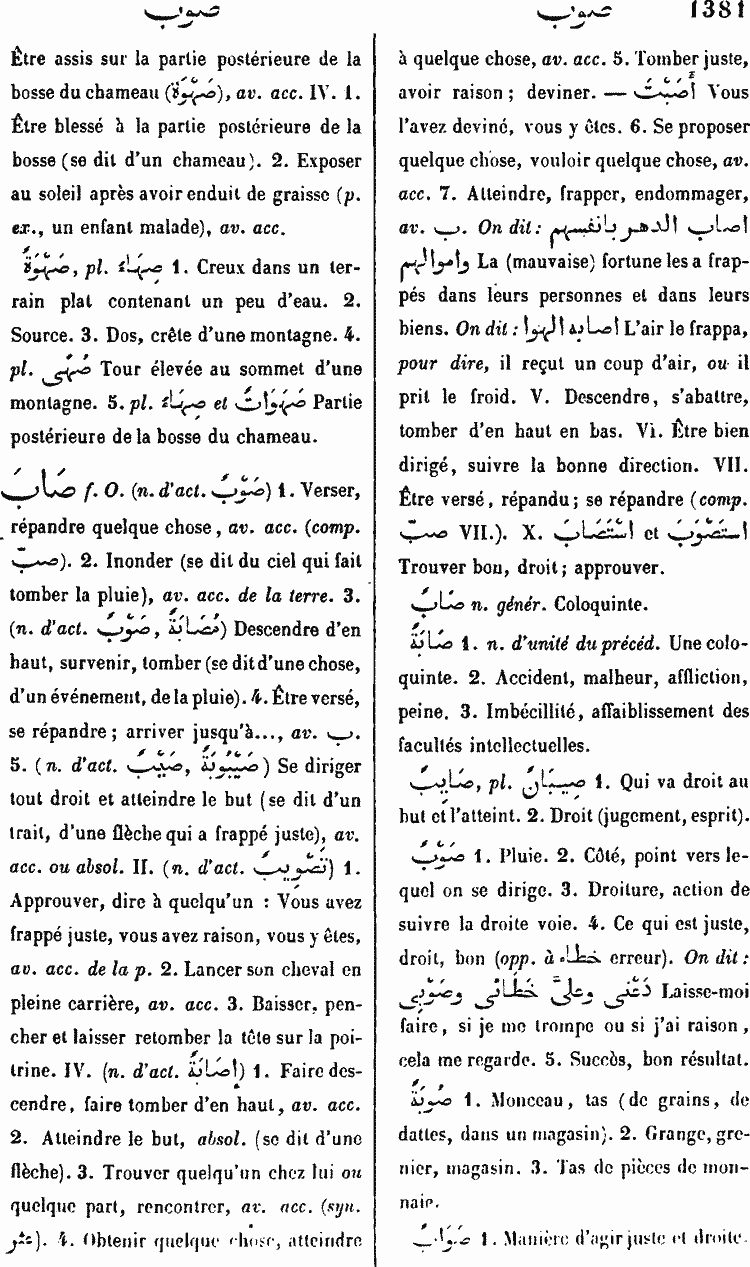 صوب
صوب 1381
Être assis sur la partie postérieure de la
bosse du chameau (صَهْوَة), av. acc. IV. 1.
Être blessé à la partie postérieure de la
bosse (se dit d'un chameau). 2. Exposer
au soleil après avoir enduit de graisse (p.
ex., un enfant malade), av. acc.
صَهْوَةٌ, pl. صِهَاءٌ 1. Creux dans un ter-
rain plat contenant un peu d'eau. 2.
Source. 3. Dos, crête d'une montagne. 4.
pl. صُهًى Tour élevée au sommet d'une
montagne. 5. pl. صِهَاءٌ et صَهَوَاتٌ Partie
postérieure de la bosse du chameau.
صَابَ f. O. (n. d'act. صَوْبٌ) 1. Verser,
répandre quelque chose, av. acc. (comp.
صبّ). 2. Inonder (se dit du ciel qui fait
tomber la pluie), av. acc. de la terre. 3.
(n. d'act. صَوْبٌ, مَصَابَةٌ) Descendre d'en
haut, survenir, tomber (se dit d'une chose,
d'un événement, de la pluie). 4. Être versé,
se répandre; arriver jusqu'à..., av. ب.
5. (n. d'act. صَيْبٌ, صَيْبُوبَةٌ) Se diriger
tout droit et atteindre le but (se dit d'un
trait, d'une flèche qui a frappé juste), av.
acc. ou absol. II. (n. d'act. تَصْوِيبٌ) 1.
Approuver, dire à quelqu'un : Vous avez
frappé juste, vous avez raison, vous y êtes,
av. acc. de la p. 2. Lancer son cheval en
pleine carrière, av. acc. 3. Baisser, pen-
cher et laisser retomber la tête sur la poi-
trine. IV. (n. d'act. إِصَابَةٌ) 1. Faire des-
cendre, faire tomber d'en haut, av. acc.
2. Atteindre le but, absol. (se dit d'une
flèche). 3. Trouver quelqu'un chez lui ou
quelque part, rencontrer, av. acc. (syn.
عثر). 4. Obtenir quelque chose, atteindre
à quelque chose, av. acc. 5. Tomber juste,
avoir raison; deviner. — أَصَبْتَ Vous
l'avez deviné, vous y êtes. 6. Se proposer
quelque chose, vouloir quelque chose, av.
acc. 7. Atteindre, frapper, endommager,
av. ب. On dit: اصاب الدهر بانفسهم
واموالهم La (mauvaise) fortune les a frap-
pés dans leurs personnes et dans leurs
biens. On dit : اصابه الهوا L'air le frappa,
pour dire, il reçut un coup d'air, ou il
prit le froid. V. Descendre, s'abattre,
tomber d'en haut en bas. VI. Être bien
dirigé, suivre la bonne direction. VII.
Être versé, répandu; se répandre (comp.
صبّ VII.). X. اسْتَصَابَ et اسْتَصْوَبَ
Trouver bon, droit; approuver.
صَابٌ n. génér. Coloquinte.
صَابَةٌ 1. n. d'unité du précéd. Une colo-
quinte. 2. Accident, malheur, affliction,
peine. 3. Imbécillité, affaiblissement des
facultés intellectuelles.
صَايِبٌ, pl. صِيبَانٌ 1. Qui va droit au
but et l'atteint. 2. Droit (jugement, esprit).
صَوْبٌ 1. Pluie. 2. Côté, point vers le-
quel on se dirige. 3. Droiture, action de
suivre la droite voie. 4. Ce qui est juste,
droit, bon (opp. à خطاء erreur). On dit :
دَعْنِى وعلىَّ خَطَائى وصَوْبِى Laisse-moi
faire, si je me trompe ou si j'ai raison,
cela me regarde. 5. Succès, bon résultat.
صُوبَةٌ 1. Monceau, tas (de grains, de
dattes, dans un magasin). 2. Grange, gre-
nier, magasin. 3. Tas de pièces de mon-
naie.
صَوَابٌ 1. Manière d'agir juste et droite.